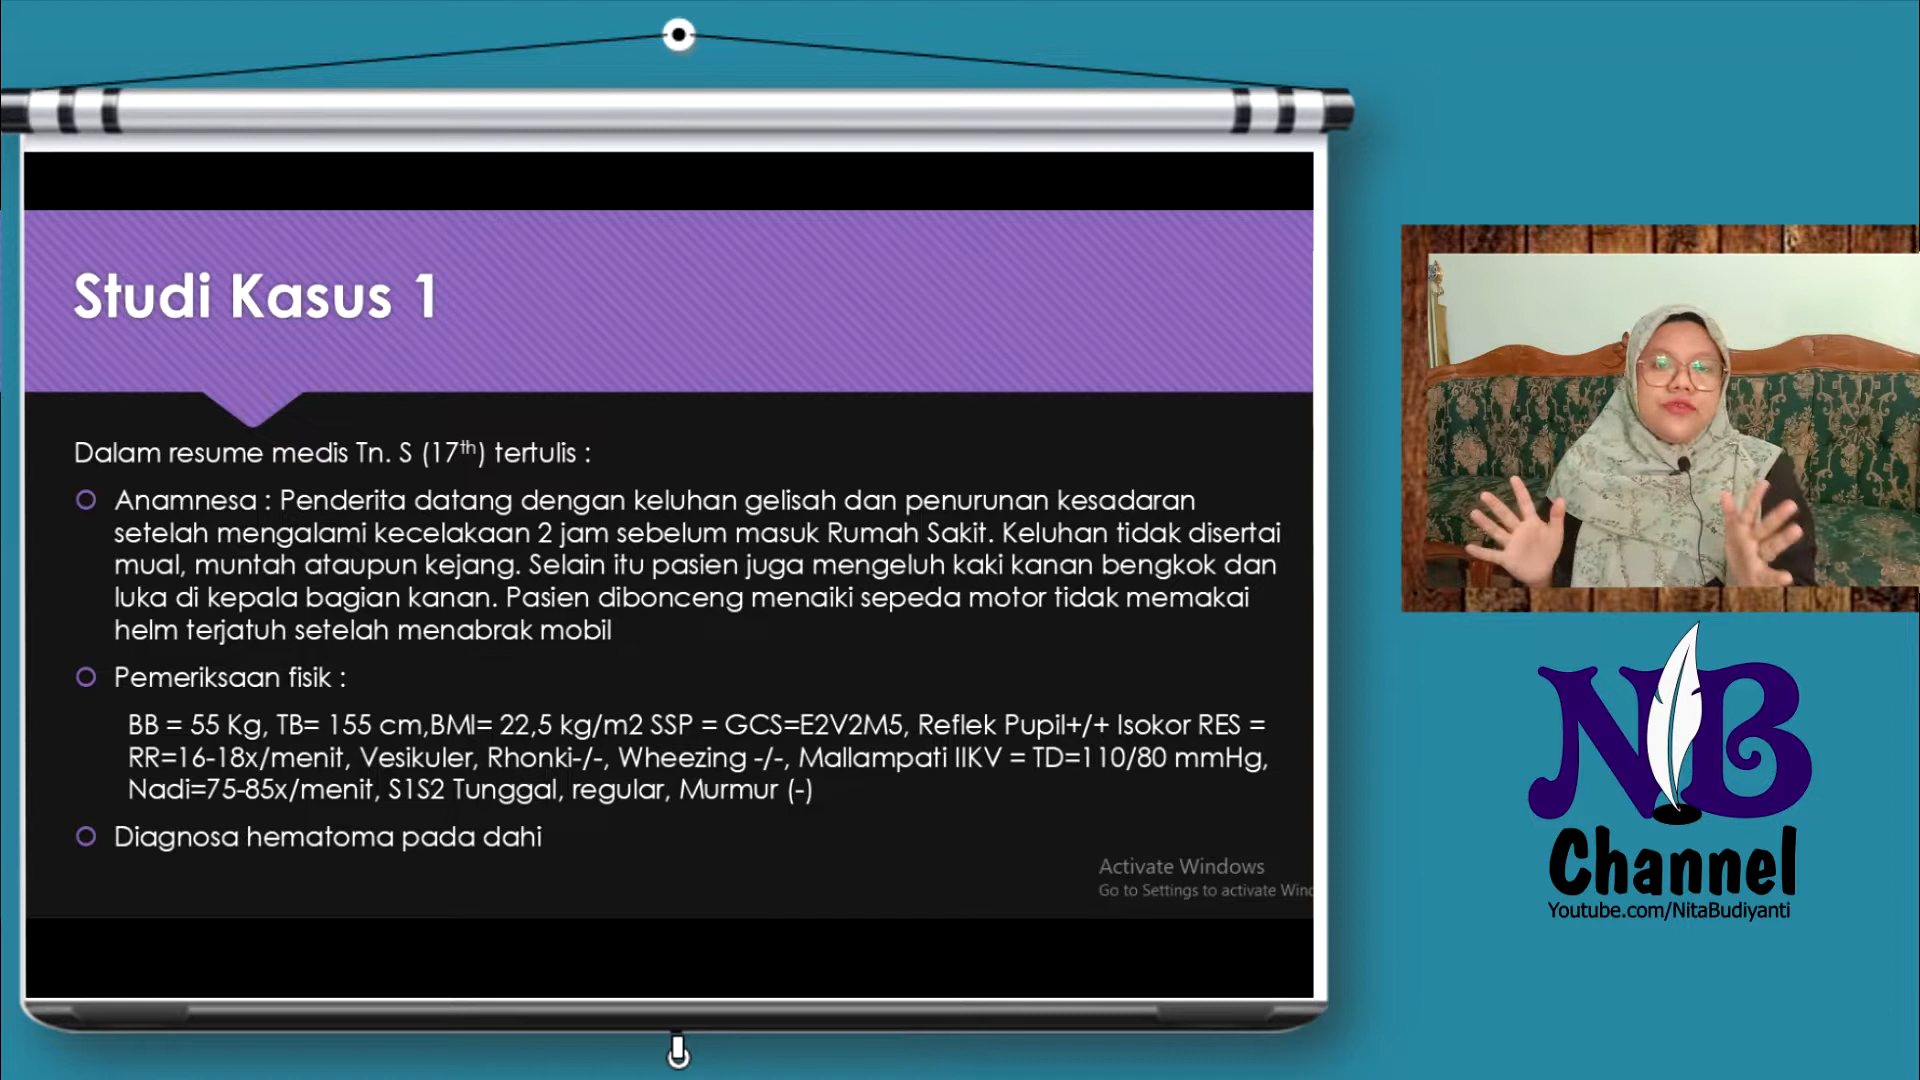 Studi Kasus 1
Dalam resume medis Tn. S (17th) tertulis :
Anamnesa : Penderita datang dengan keluhan gelisah dan penurunan kesadaran
setelah mengalami kecelakaan 2 jam sebelum masuk Rumah Sakit. Keluhan tidak disertai
mual, muntah ataupun kejang. Selain itu pasien juga mengeluh kaki kanan bengkok dan
luka di kepala bagian kanan. Pasien dibonceng menaiki sepeda motor tidak memakai
helm terjatuh setelah menabrak mobil
Pemeriksaan fisik :
BB = 55 Kg, TB= 155 cm,BMI= 22,5 kg/m2 SSP = GCS=E2V2M5, Reflek Pupil+/+ Isokor RES =
RR=16-18x/menit, Vesikuler, Rhonki-/-, Wheezing -/-, Mallampati IIKV = TD=110/80 mmHg,
Nadi=75-85x/menit, S1S2 Tunggal, regular, Murmur (-)
Diagnosa hematoma pada dahi
Activate Windows
Go to Settings to activate Winc
NB
Channel
Youtube.com/NitaBudiyanti